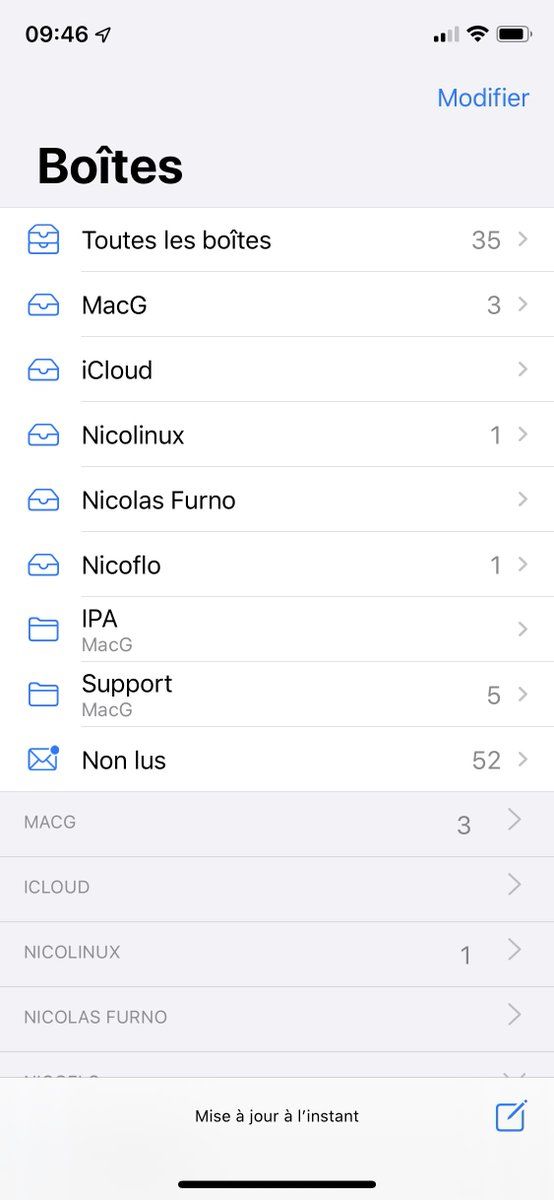 09:46
Modifier
Boîtes
Toutes les boîtes 35
MacG 3
iCloud
Nicolinux 1
Nicolas Furno
Nicoflo 1
IPA
MacG
Support 5
MacG
Non lus 52
MACG 3
ICLOUD
NICOLINUX 1
NICOLAS FURNO
Mise à jour à l'instant